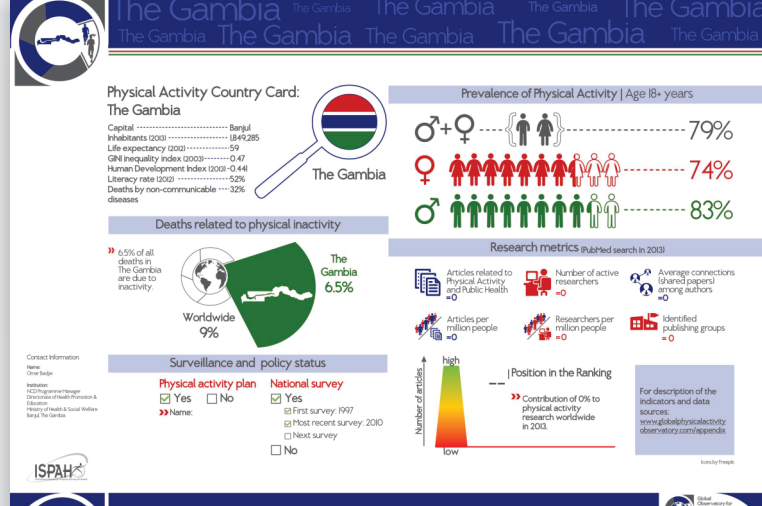 The Gambia The Gambia The Gambia The Gambia The Gambia
The Gambia The Gambia The Gambia The Gambia The Gambia
Physical Activity Country Card:
The Gambia
Capital ---------------------- Banjul
Inhabitants (2013) ------------ 1,849,285
Life expectancy (2012) -------- 59
GINI inequality index (2003) ------ 0.47
Human Development Index (2013) -0.441
Literacy rate (2012) ------------ 52%
Deaths by non-communicable ---- 32%
diseases
The Gambia
Prevalence of Physical Activity | Age 18+ years
79%
74%
83%
Deaths related to physical inactivity
6.5% of all
deaths in
The Gambia
are due to
inactivity.
The
Gambia
6.5%
Worldwide
9%
Research metrics (PubMed search in 2013)
Articles related to
Physical Activity
and Public Health
=0
Number of active
researchers
=0
Average connections
(shared papers)
among authors
=0
Articles per
million people
=0
Researchers per
million people
=0
Identified
publishing groups
= 0
Surveillance and policy status
Physical activity plan
Yes No
Name:
National survey
Yes
First survey: 1997
Most recent survey: 2010
Next survey
No
Number of articles
high
low
-- | Position in the Ranking
Contribution of 0% to
physical activity
research worldwide
in 2013.
For description of the
indicators and data
sources:
www.globalphysicalactivity
observatory.com/appendix
Icons by Freepik
Contact Information
Name:
Omar Badjie
Institution:
NCD Programme Manager
Directorate of Health Promotion &
Education
Ministry of Health & Social Welfare
Banjul, The Gambia
ISPAH
Global
Observatory for